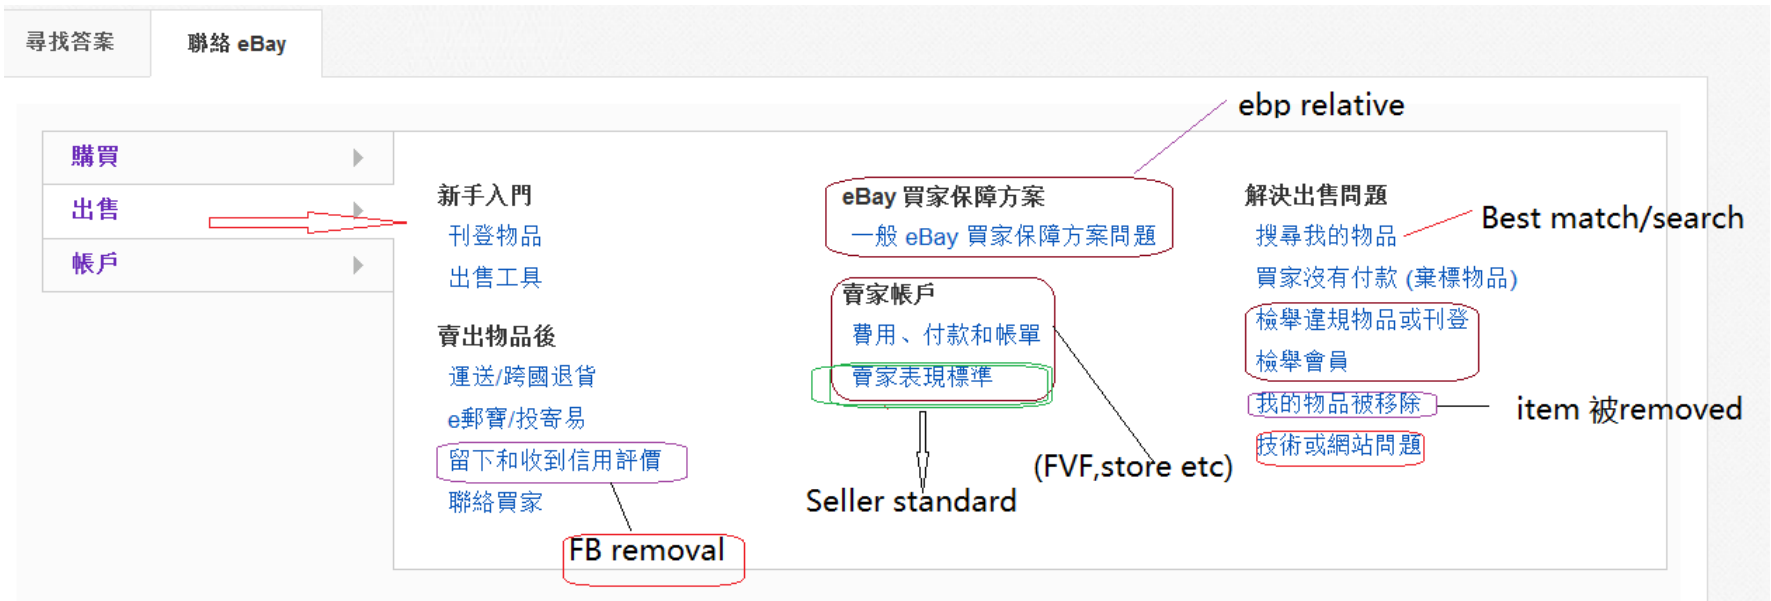 尋找答案
聯絡 eBay
購買
出售
帳戶
新手入門
刊登物品
出售工具
賣出物品後
運送/跨國退貨
e郵寶/投寄易
留下和收到信用評價
聯絡買家
FB removal
ebp relative
eBay 買家保障方案
一般 eBay 買家保障方案問題
賣家帳戶
費用、付款和帳單
賣家表現標準
(FVF,store etc)
Seller standard
解決出售問題
搜尋我的物品
Best match/search
買家沒有付款 (棄標物品)
檢舉違規物品或刊登
檢舉會員
我的物品被移除
item 被removed
技術或網站問題